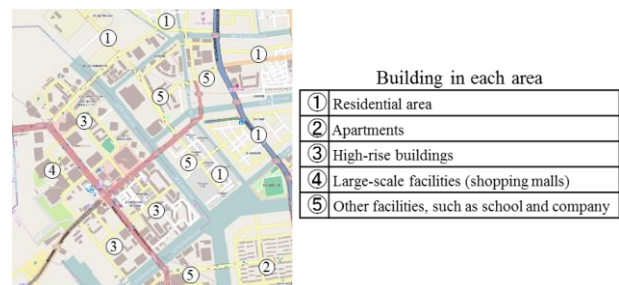 ①
①
①
⑤
⑤
③
①
⑤
④
①
③
③
②
⑤
Building in each area
① Residential area
② Apartments
③ High-rise buildings
④ Large-scale facilities (shopping malls)
⑤ Other facilities, such as school and company